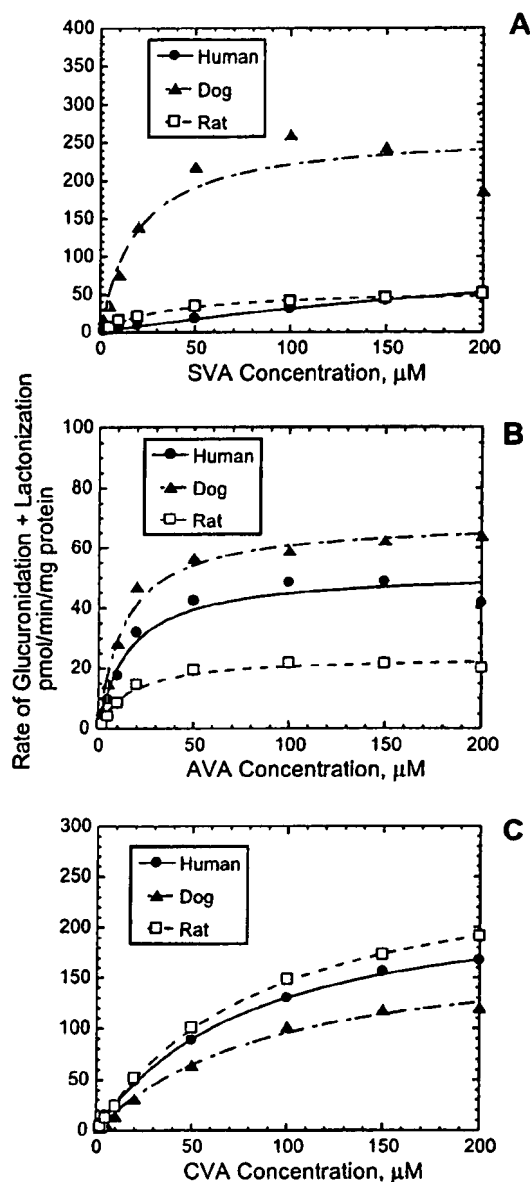 A
400
350
300
250
200
150
100
50
0
Human
Dog
Rat
0
50
100
150
200
SVA Concentration, µM
B
100
80
60
40
20
0
Human
Dog
Rat
0
50
100
150
200
AVA Concentration, µM
Rate of Glucuronidation + Lactonization
pmol/min/mg protein
C
300
250
200
150
100
50
0
Human
Dog
Rat
0
50
100
150
200
CVA Concentration, µM